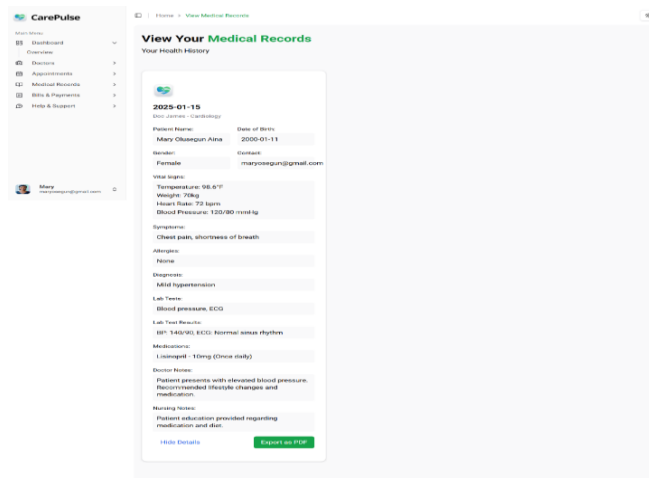 CarePulse
Main Menu
Dashboard
Overview
Doctors
Appointments
Medical Records
Bills & Payments
Help & Support
Mary
maryosegun@gmail.com
Home > View Medical Records
View Your Medical Records
Your Health History
2025-01-15
Doc James - Cardiology
Patient Name: Date of Birth:
Mary Olusegun Aina 2000-01-11
Gender: Contact:
Female maryosegun@gmail.com
Vital Signs:
Temperature: 98.6°F
Weight: 70kg
Heart Rate: 72 bpm
Blood Pressure: 120/80 mmHg
Symptoms:
Chest pain, shortness of breath
Allergies:
None
Diagnosis:
Mild hypertension
Lab Tests:
Blood pressure, ECG
Lab Test Results:
BP: 140/90, ECG: Normal sinus rhythm
Medications:
Lisinopril - 10mg (Once daily)
Doctor Notes:
Patient presents with elevated blood pressure.
Recommended lifestyle changes and
medication.
Nursing Notes:
Patient education provided regarding
medication and diet.
Hide Details Export as PDF